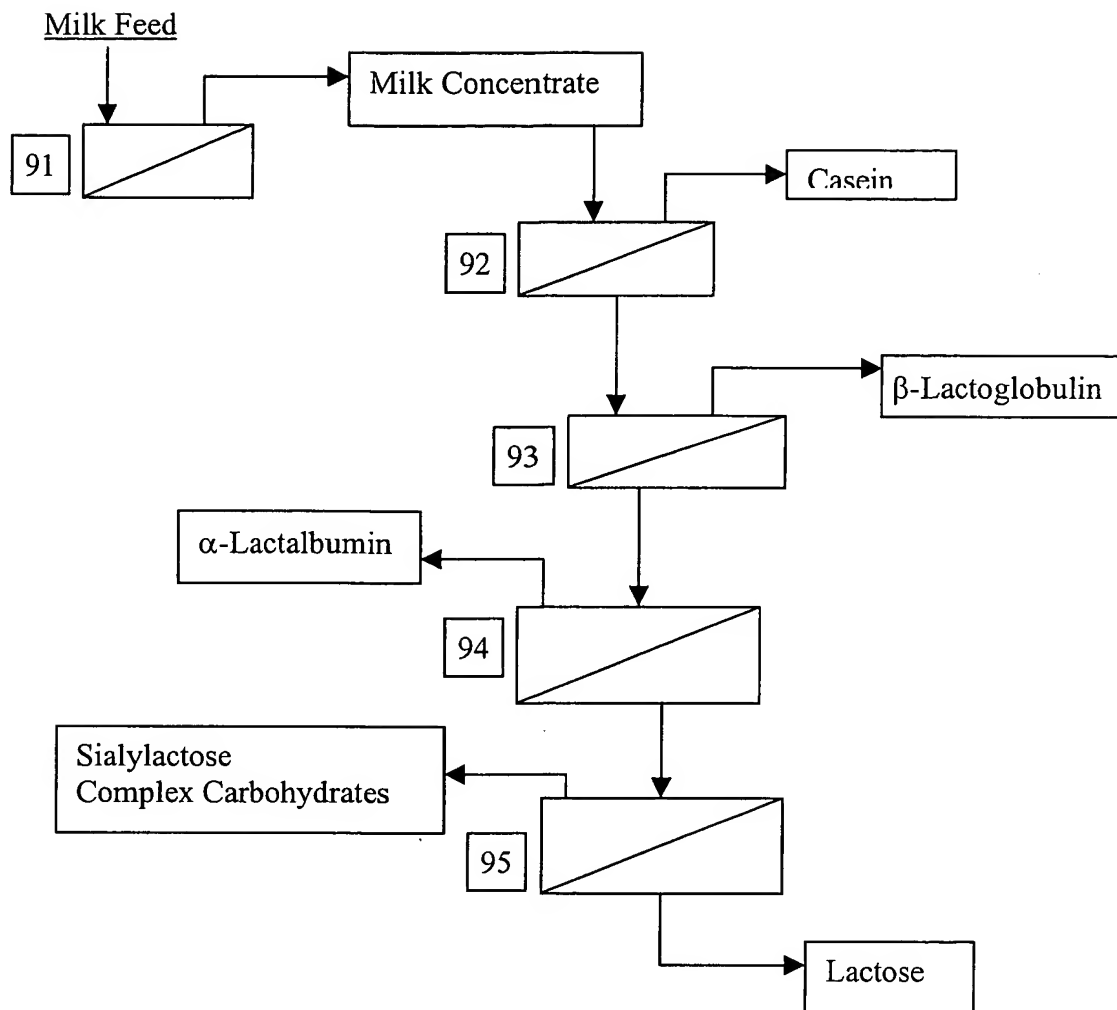 Milk Feed
Milk Concentrate
91
Casein
92
β-Lactoglobulin
93
α-Lactalbumin
94
Sialylactose
Complex Carbohydrates
95
Lactose